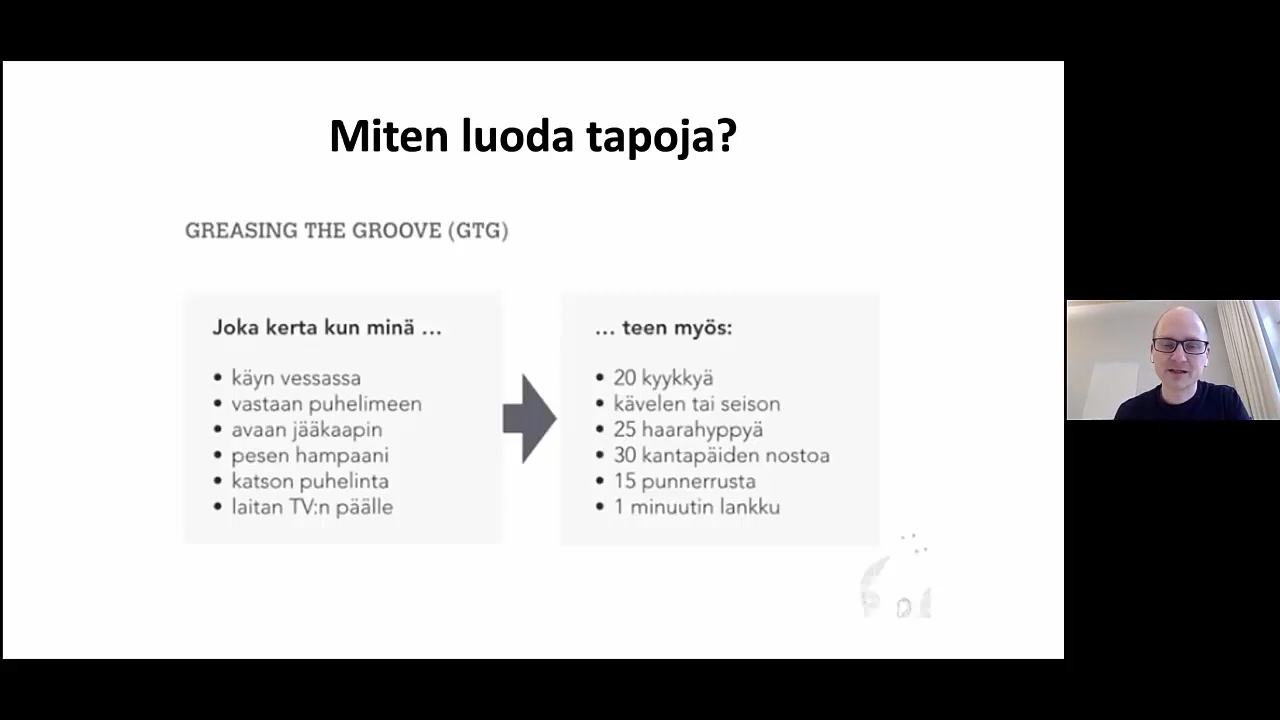 Miten luoda tapoja?
GREASING THE GROOVE (GTG)
Joka kerta kun minä …
• käyn vessassa
• vastaan puhelimeen
• avaan jääkaapin
• pesen hampaani
• katson puhelinta
• laitan TV:n päälle
… teen myös:
• 20 kyykkyä
• kävelen tai seison
• 25 haarahyppyä
• 30 kantapäiden nostoa
• 15 punnerrusta
• 1 minuutin lankku